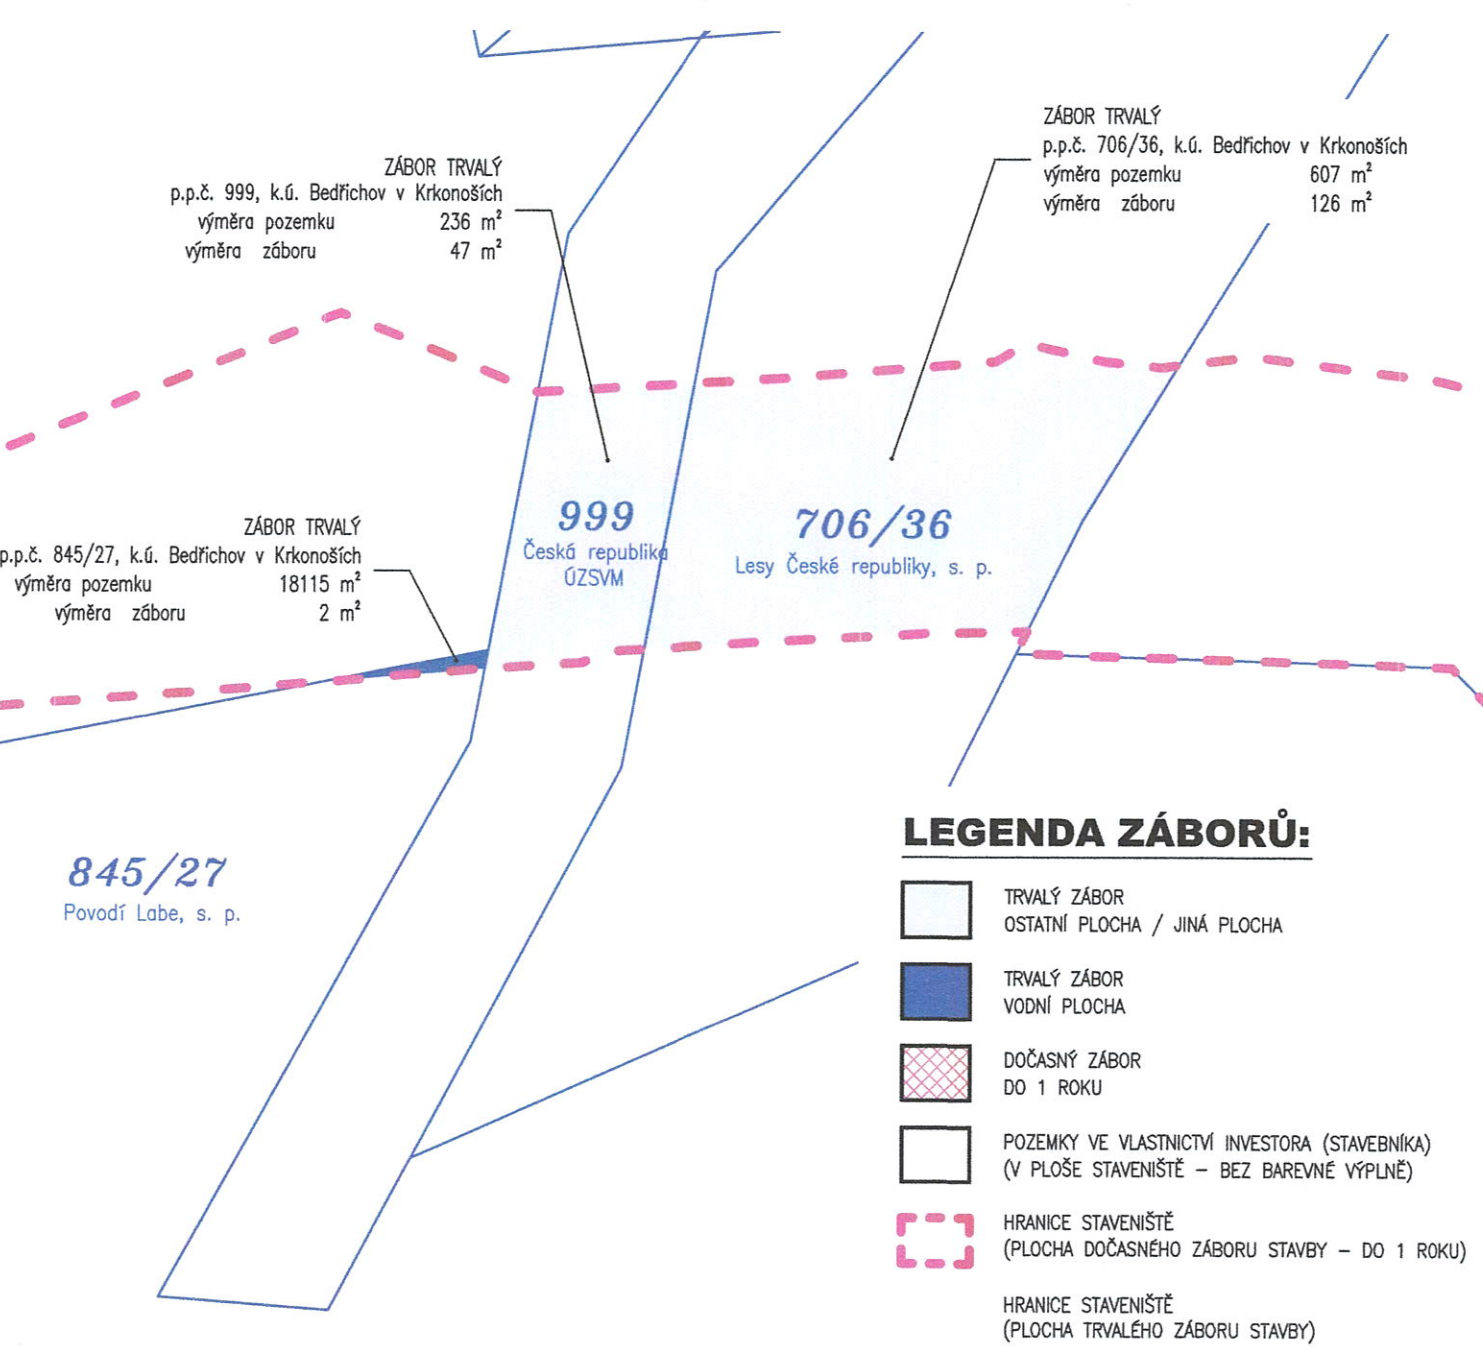 ZÁBOR TRVALÝ
p.p.č. 706/36, k.ú. Bedřichov v Krkonoších
výměra pozemku 607 m²
výměra záboru 126 m²
ZÁBOR TRVALÝ
p.p.č. 999, k.ú. Bedřichov v Krkonoších
výměra pozemku 236 m²
výměra záboru 47 m²
999
Česká republika
ÚZSVM
706/36
Lesy České republiky, s. p.
ZÁBOR TRVALÝ
p.p.č. 845/27, k.ú. Bedřichov v Krkonoších
výměra pozemku 18115 m²
výměra záboru 2 m²
845/27
Povodí Labe, s. p.
LEGENDA ZÁBORŮ:
TRVALÝ ZÁBOR
OSTATNÍ PLOCHA / JINÁ PLOCHA
TRVALÝ ZÁBOR
VODNÍ PLOCHA
DOČASNÝ ZÁBOR
DO 1 ROKU
POZEMKY VE VLASTNICTVÍ INVESTORA (STAVEBNÍKA)
(V PLOŠE STAVENIŠTĚ – BEZ BAREVNÉ VÝPLNĚ)
HRANICE STAVENIŠTĚ
(PLOCHA DOČASNÉHO ZÁBORU STAVBY – DO 1 ROKU)
HRANICE STAVENIŠTĚ
(PLOCHA TRVALÉHO ZÁBORU STAVBY)